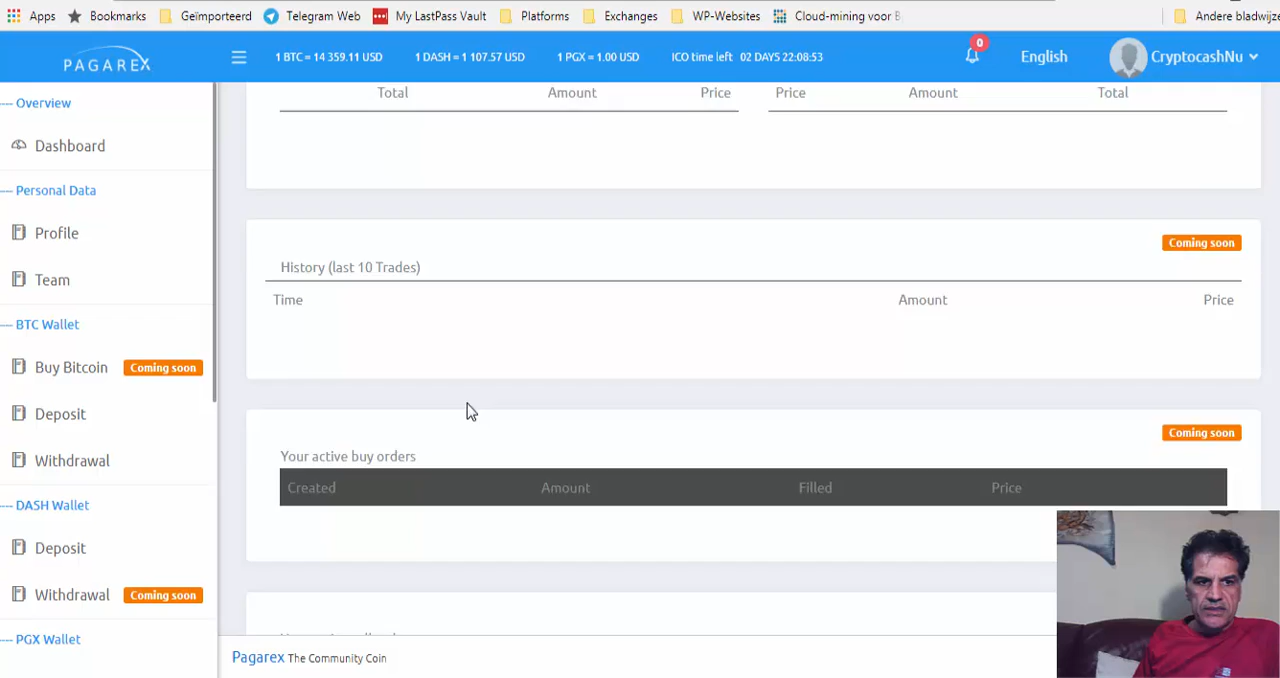 Apps Bookmarks Geïmporteerd Telegram Web My LastPass Vault Platforms Exchanges WP-Websites Cloud-mining voor Andere bladwijze
PAGAREX 1 BTC = 14 359.11 USD 1 DASH = 1 107.57 USD 1 PGX = 1.00 USD ICO time left 02 DAYS 22:08:53 0 English CryptocashNu
Overview
Dashboard
Personal Data
Profile
Team
BTC Wallet
Buy Bitcoin Coming soon
Deposit
Withdrawal
DASH Wallet
Deposit
Withdrawal Coming soon
PGX Wallet
Total Amount Price Price Amount Total
Coming soon
History (last 10 Trades)
Time Amount Price
Coming soon
Your active buy orders
Created Amount Filled Price
Pagarex The Community Coin